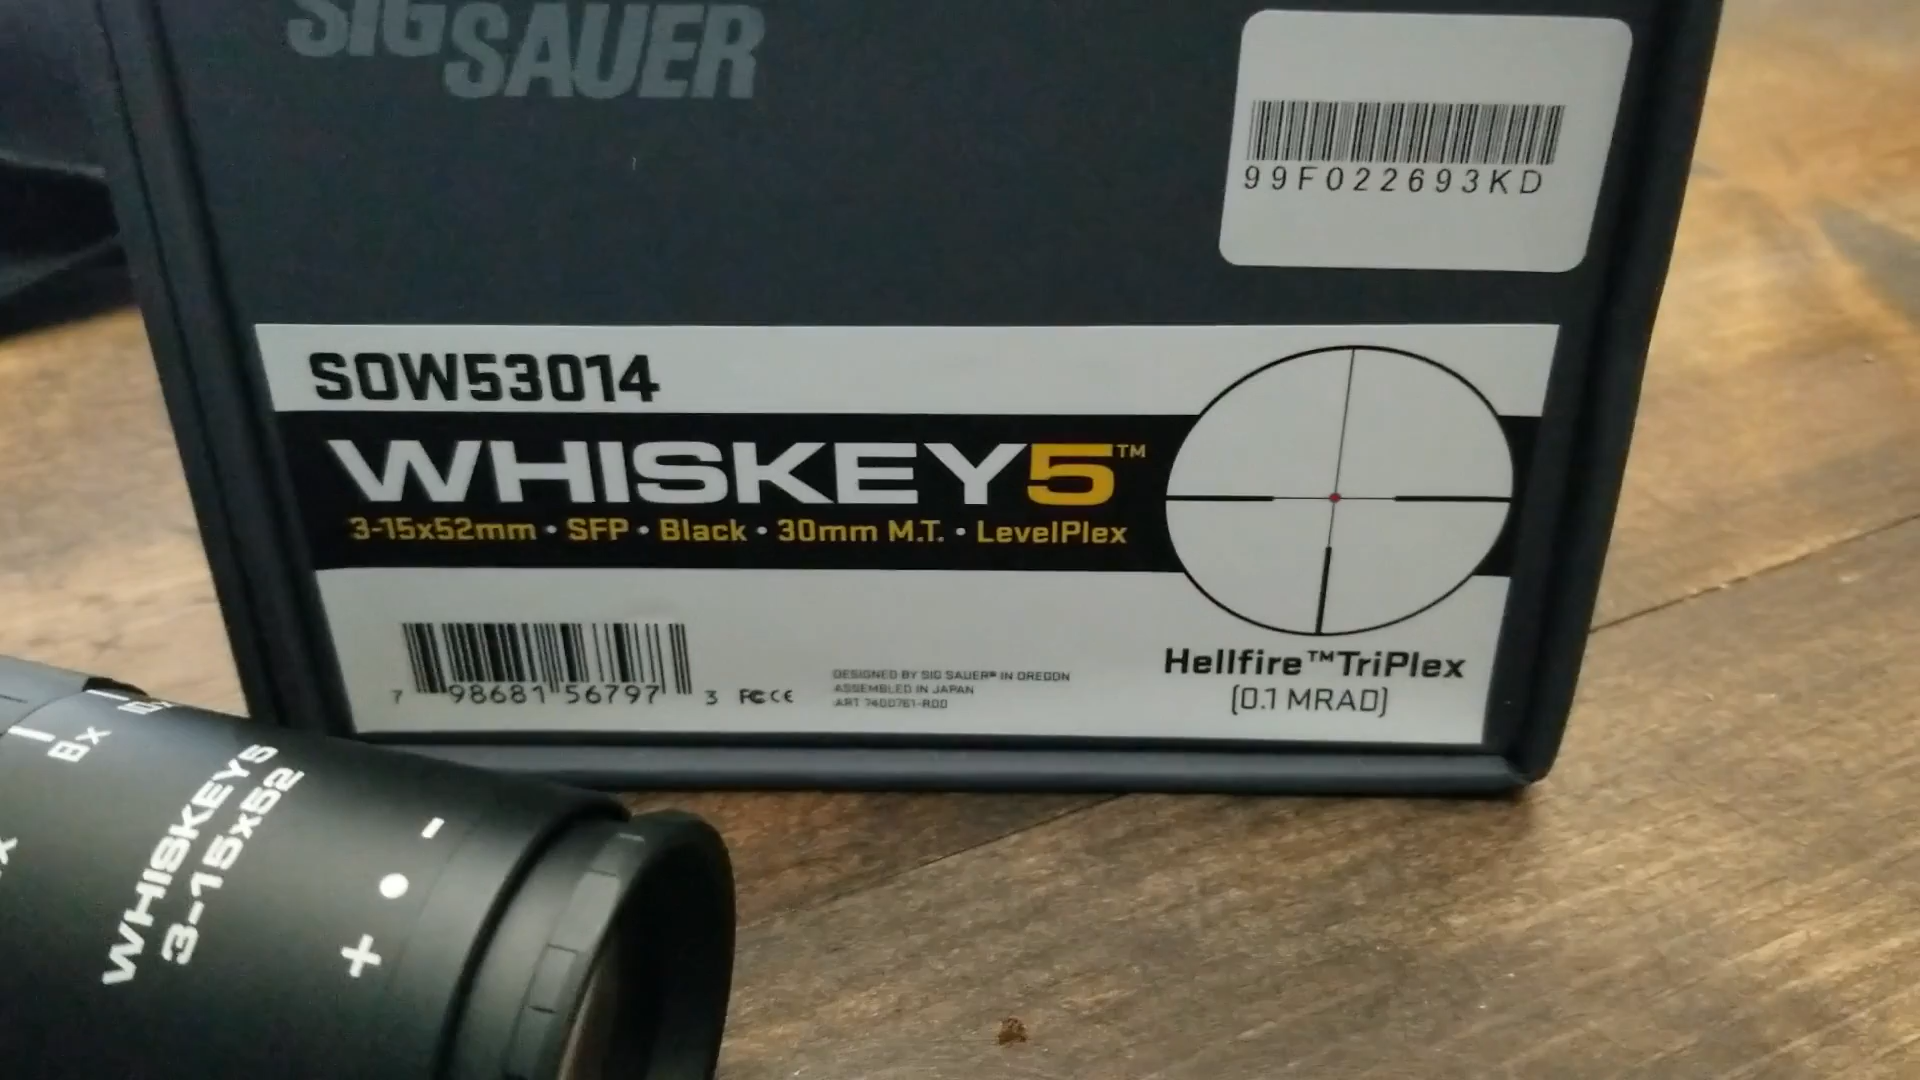 SIG
SAUER
99F022693KD
SOW53014
WHISKEY5™
3-15x52mm • SFP • Black • 30mm M.T. • LevelPlex
7 98681 56797 3 FC CE
DESIGNED BY SIG SAUER® IN OREGON
ASSEMBLED IN JAPAN
ART 7400761-R00
Hellfire™TriPlex
(0.1 MRAD)
8X
WHISKEY5
3-15x52
+ • -